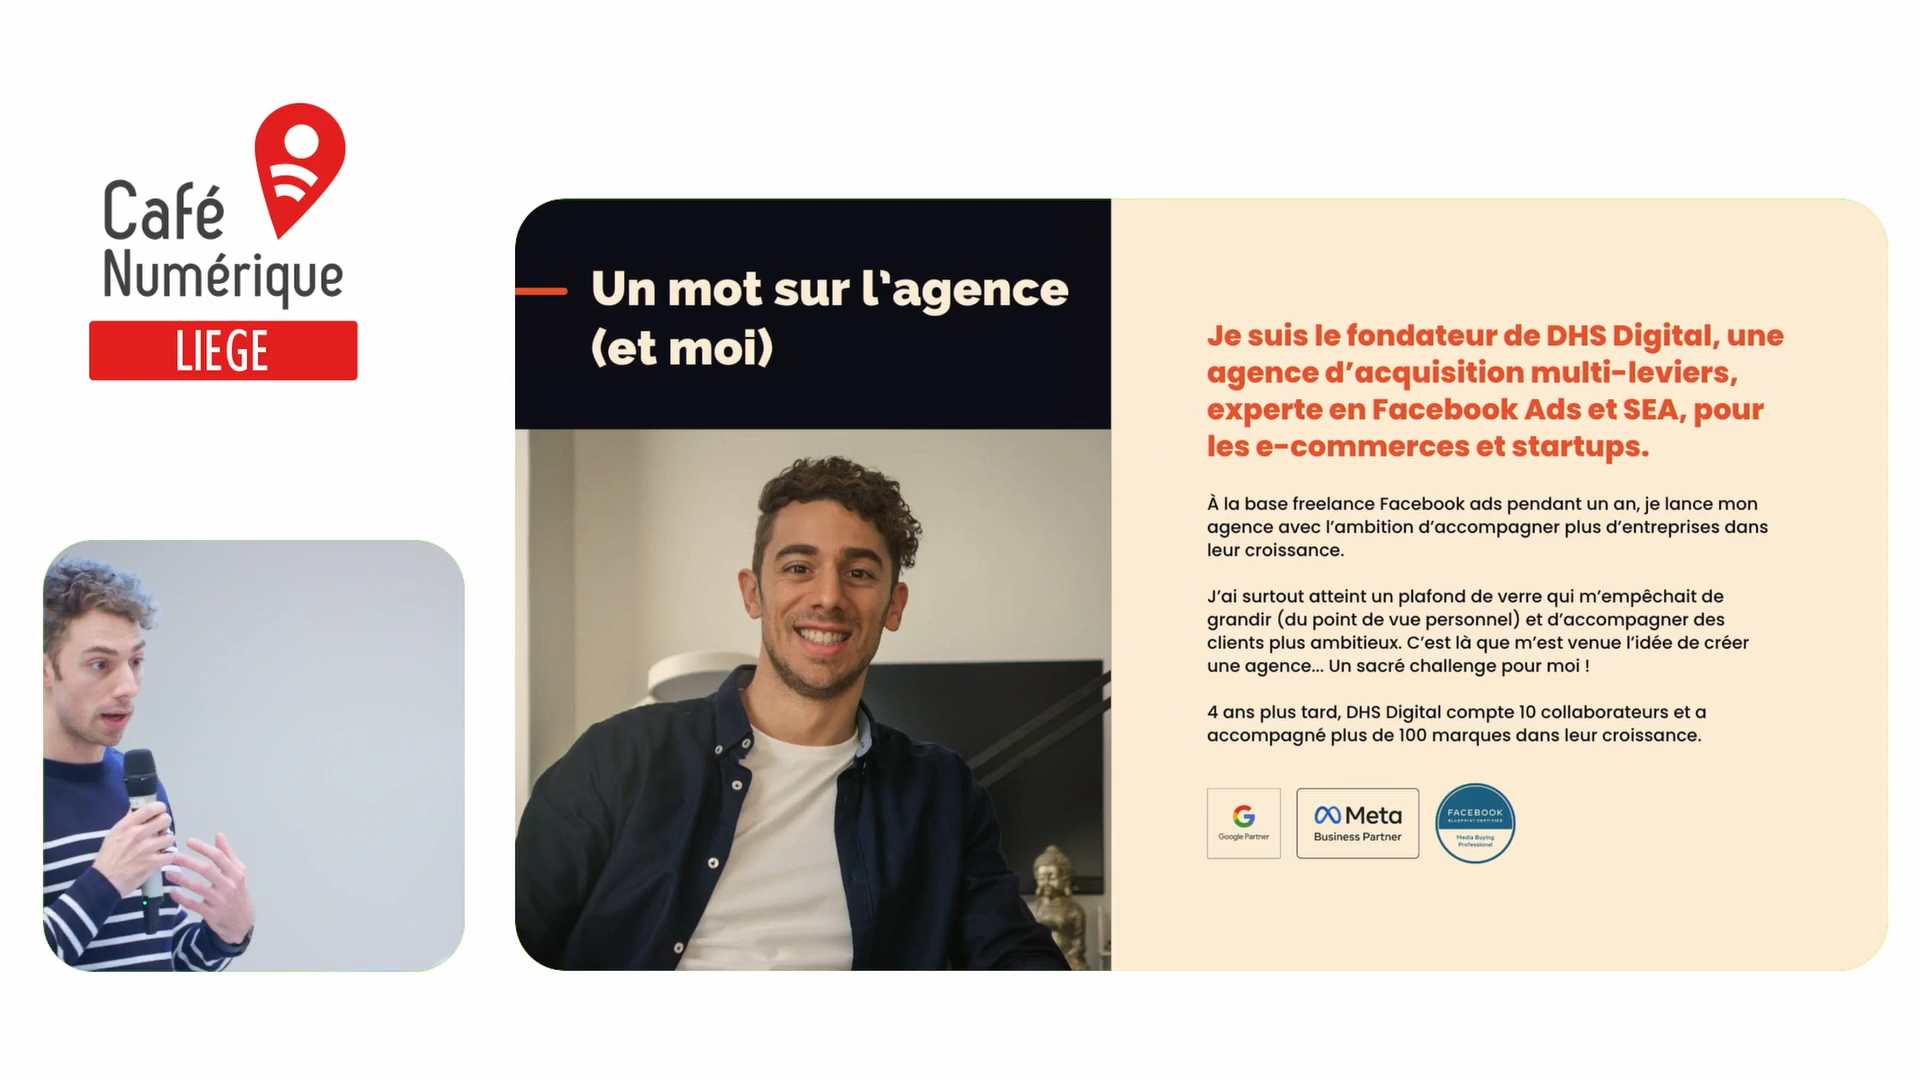 Café
Numérique
LIEGE
Un mot sur l'agence
(et moi)
Je suis le fondateur de DHS Digital, une
agence d'acquisition multi-leviers,
experte en Facebook Ads et SEA, pour
les e-commerces et startups.
À la base freelance Facebook ads pendant un an, je lance mon
agence avec l'ambition d'accompagner plus d'entreprises dans
leur croissance.
J'ai surtout atteint un plafond de verre qui m'empêchait de
grandir (du point de vue personnel) et d'accompagner des
clients plus ambitieux. C'est là que m'est venue l'idée de créer
une agence... Un sacré challenge pour moi !
4 ans plus tard, DHS Digital compte 10 collaborateurs et a
accompagné plus de 100 marques dans leur croissance.
Google Partner
Meta
Business Partner
FACEBOOK
BLUEPRINT CERTIFIED
Media Buying
Professional